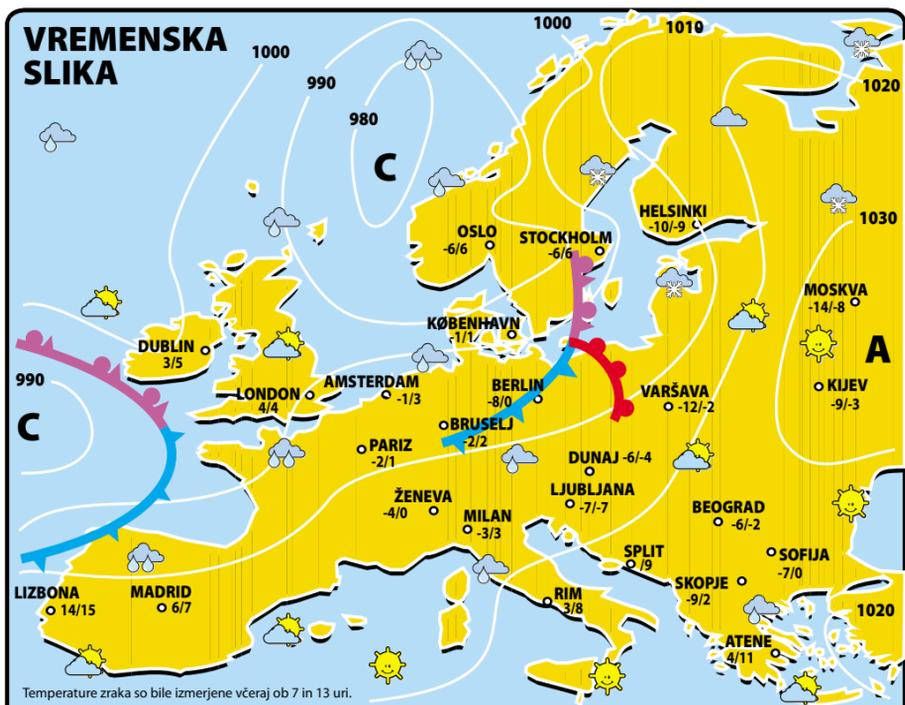 VREMENSKA
SLIKA
1000
990
980
C
1000
1010
1020
1030
OSLO
-6/6
STOCKHOLM
-6/6
HELSINKI
-10/-9
MOSKVA
-14/-8
A
KIJEV
-9/-3
KØBENHAVN
-1/1
DUBLIN
3/5
990
C
LONDON
4/4
AMSTERDAM
-1/3
BERLIN
-8/0
VARŠAVA
-12/-2
BRUSELJ
-2/2
PARIZ
-2/1
DUNAJ -6/-4
LJUBLJANA
-7/-7
ŽENEVA
-4/0
MILAN
-3/3
BEOGRAD
-6/-2
SPLIT
/9
SOFIJA
-7/0
SKOPJE
-9/2
LIZBONA
14/15
MADRID
6/7
RIM
3/8
1020
ATENE
4/11
Temperature zraka so bile izmerjene včeraj ob 7 in 13 uri.